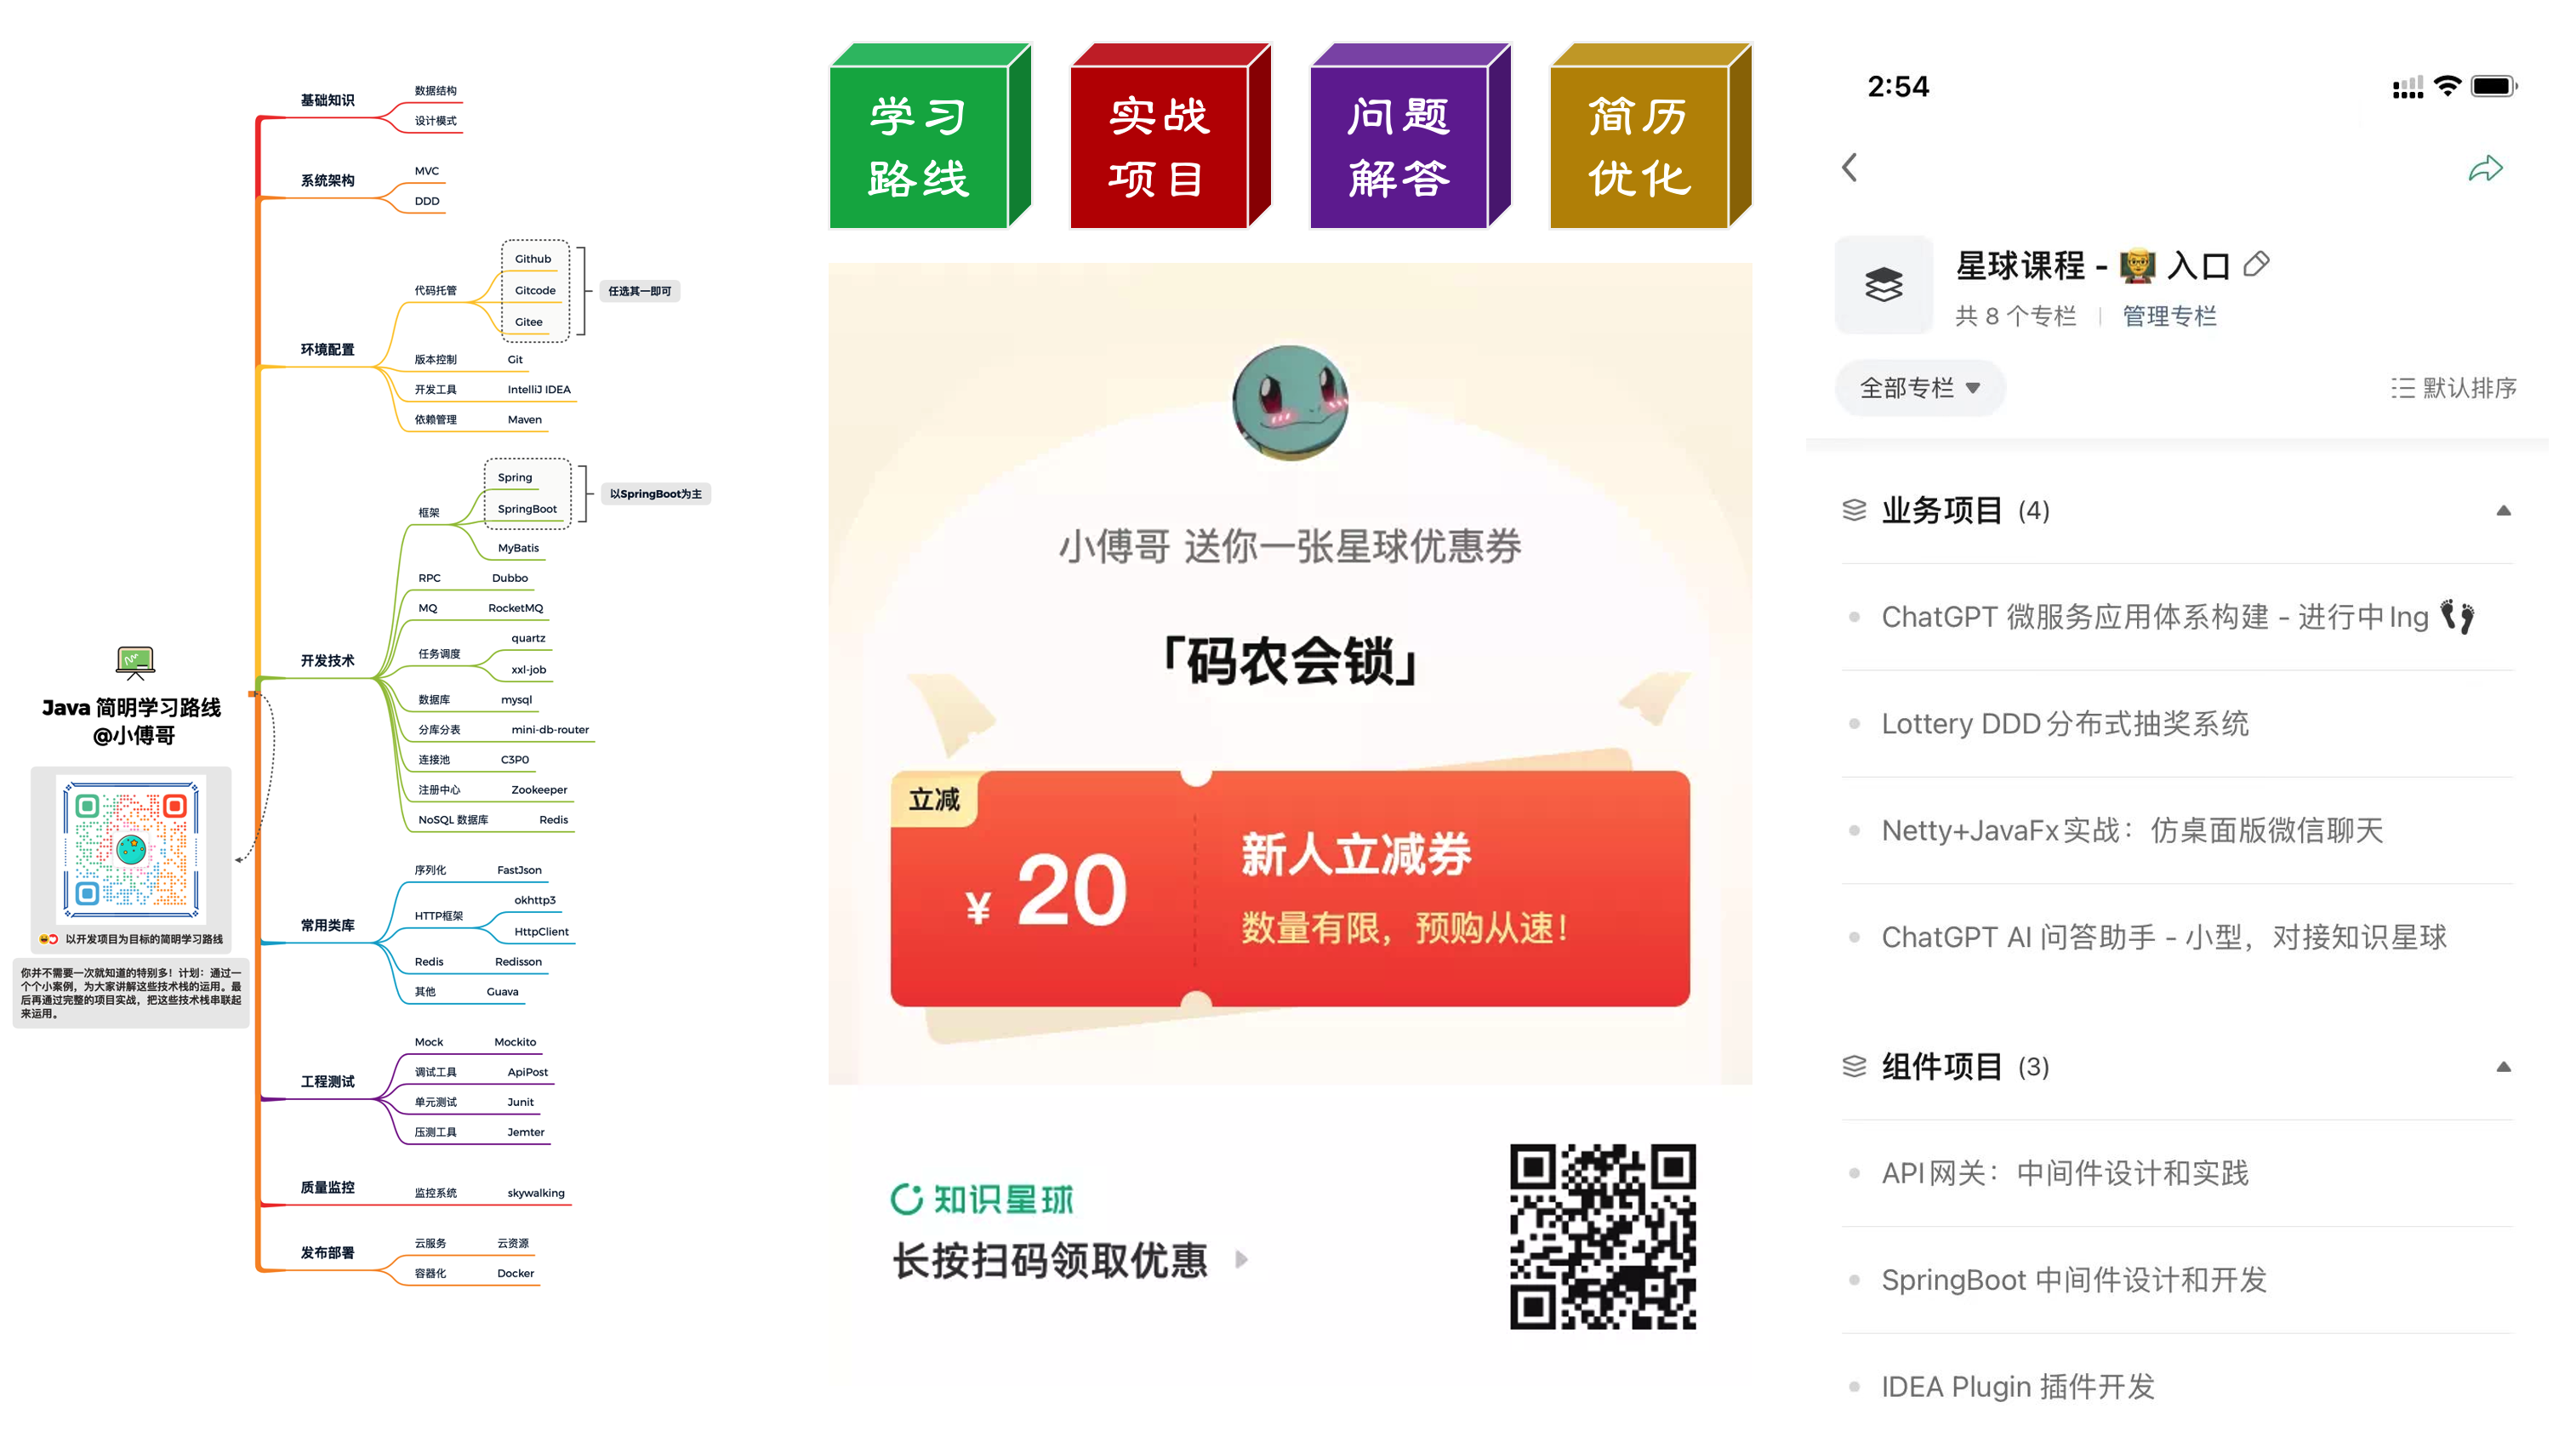 基础知识
数据结构
设计模式
系统架构
MVC
DDD
环境配置
代码托管
Github
Gitcode
Gitee
任选其一即可
版本控制 Git
开发工具 IntelliJ IDEA
依赖管理 Maven
开发技术
框架
Spring
SpringBoot
以SpringBoot为主
MyBatis
RPC Dubbo
MQ RocketMQ
任务调度
quartz
xxl-job
数据库 mysql
分库分表 mini-db-router
连接池 C3P0
注册中心 Zookeeper
NoSQL 数据库 Redis
常用类库
序列化 FastJson
HTTP框架
okhttp3
HttpClient
Redis Redisson
其他 Guava
工程测试
Mock Mockito
调试工具 ApiPost
单元测试 Junit
压测工具 Jemter
质量监控
监控系统 skywalking
发布部署
云服务 云资源
容器化 Docker
Java 简明学习路线
@小傅哥
以开发项目为目标的简明学习路线
你并不需要一次就知道的特别多！计划：通过一
个个小案例，为大家讲解这些技术栈的运用。最
后再通过完整的项目实战，把这些技术栈串联起
来运用。
学习
路线
实战
项目
问题
解答
简历
优化
小傅哥 送你一张星球优惠券
「码农会锁」
立减
¥ 20
新人立减券
数量有限，预购从速！
知识星球
长按扫码领取优惠
2:54
星球课程 - 入口
共 8 个专栏 | 管理专栏
全部专栏
默认排序
业务项目 (4)
ChatGPT 微服务应用体系构建 - 进行中Ing
Lottery DDD分布式抽奖系统
Netty+JavaFx实战：仿桌面版微信聊天
ChatGPT AI 问答助手 - 小型，对接知识星球
组件项目 (3)
API网关：中间件设计和实践
SpringBoot 中间件设计和开发
IDEA Plugin 插件开发